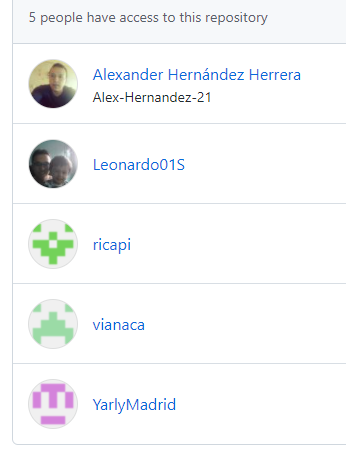 5 people have access to this repository
Alexander Hernández Herrera
Alex-Hernandez-21
Leonardo01S
ricapi
vianaca
YarlyMadrid